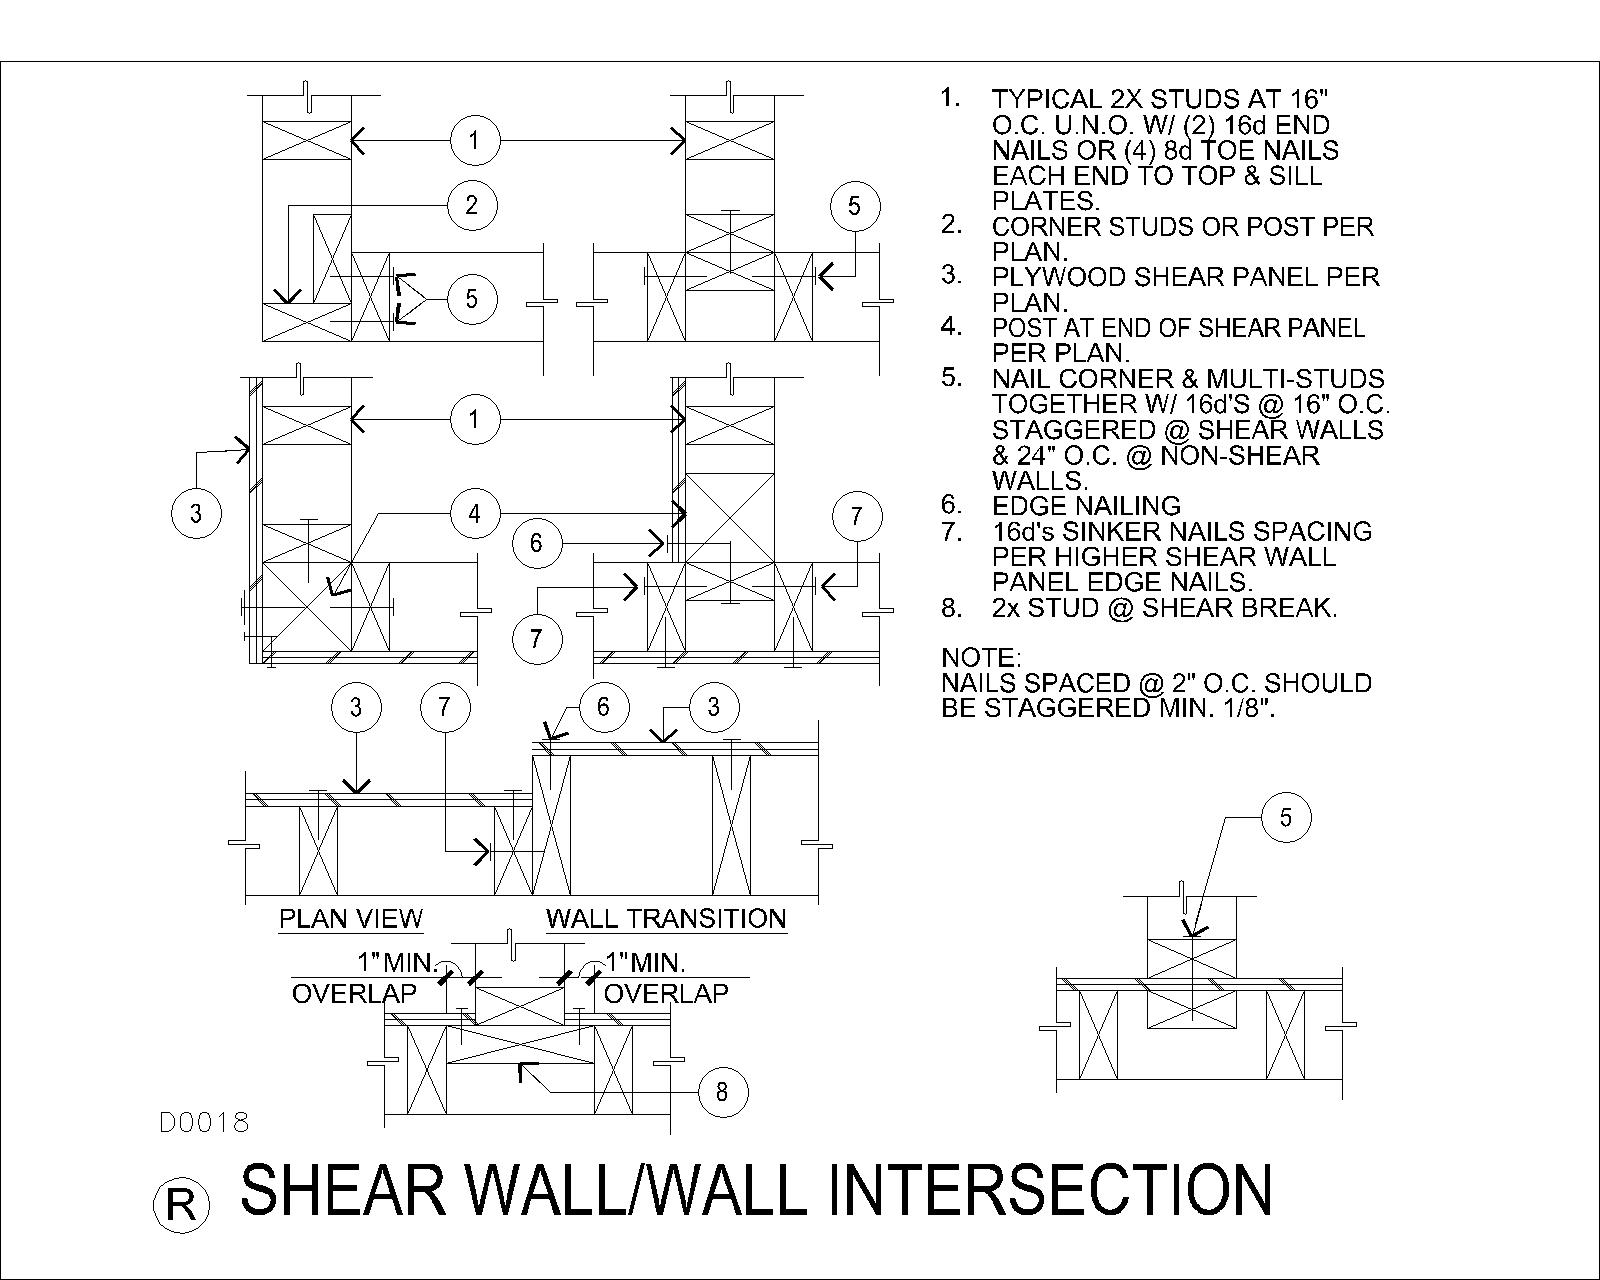 1. TYPICAL 2X STUDS AT 16"
O.C. U.N.O. W/ (2) 16d END
NAILS OR (4) 8d TOE NAILS
EACH END TO TOP & SILL
PLATES.
2. CORNER STUDS OR POST PER
PLAN.
3. PLYWOOD SHEAR PANEL PER
PLAN.
4. POST AT END OF SHEAR PANEL
PER PLAN.
5. NAIL CORNER & MULTI-STUDS
TOGETHER W/ 16d'S @ 16" O.C.
STAGGERED @ SHEAR WALLS
& 24" O.C. @ NON-SHEAR
WALLS.
6. EDGE NAILING
7. 16d's SINKER NAILS SPACING
PER HIGHER SHEAR WALL
PANEL EDGE NAILS.
8. 2x STUD @ SHEAR BREAK.
NOTE:
NAILS SPACED @ 2" O.C. SHOULD
BE STAGGERED MIN. 1/8".
1
2
5
5
1
3
4
6
7
7
3
7
6
3
PLAN VIEW
WALL TRANSITION
1" MIN.
OVERLAP
1" MIN.
OVERLAP
8
5
D0018
R SHEAR WALL/WALL INTERSECTION